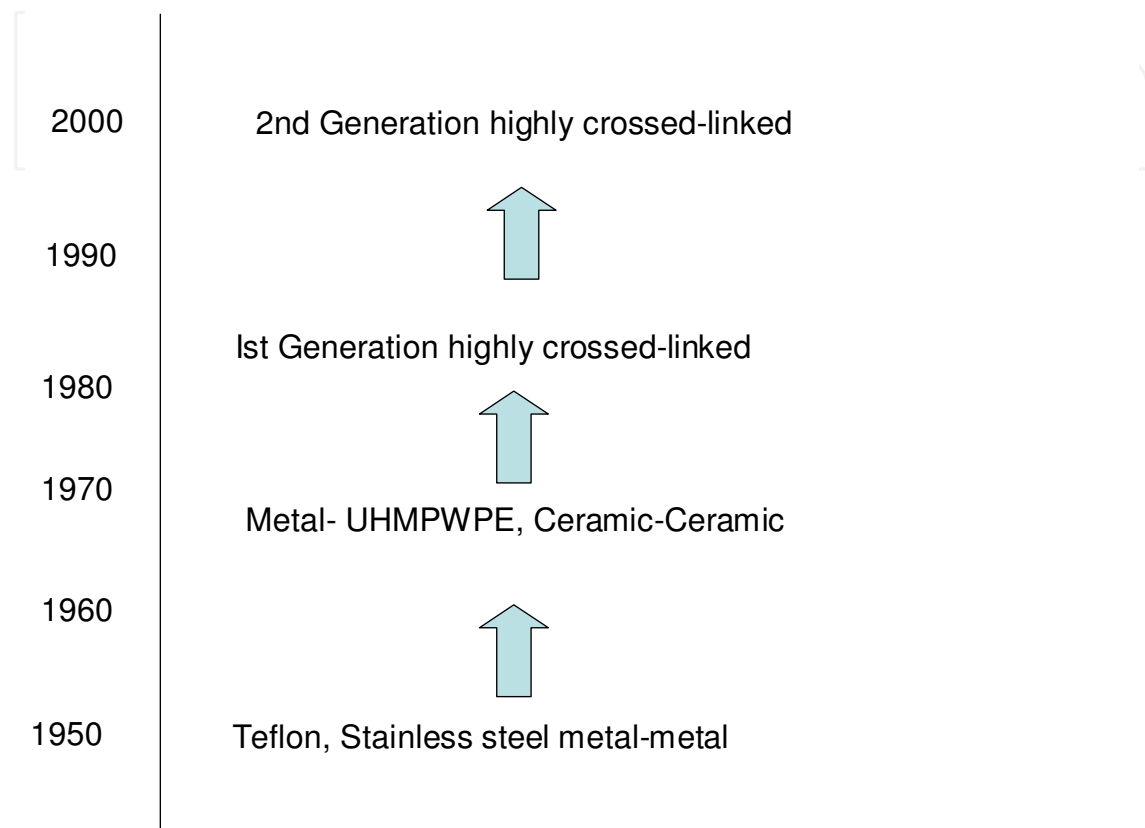 2000 2nd Generation highly crossed-linked
1990
Ist Generation highly crossed-linked
1980
1970
Metal- UHMPWPE, Ceramic-Ceramic
1960
1950 Teflon, Stainless steel metal-metal